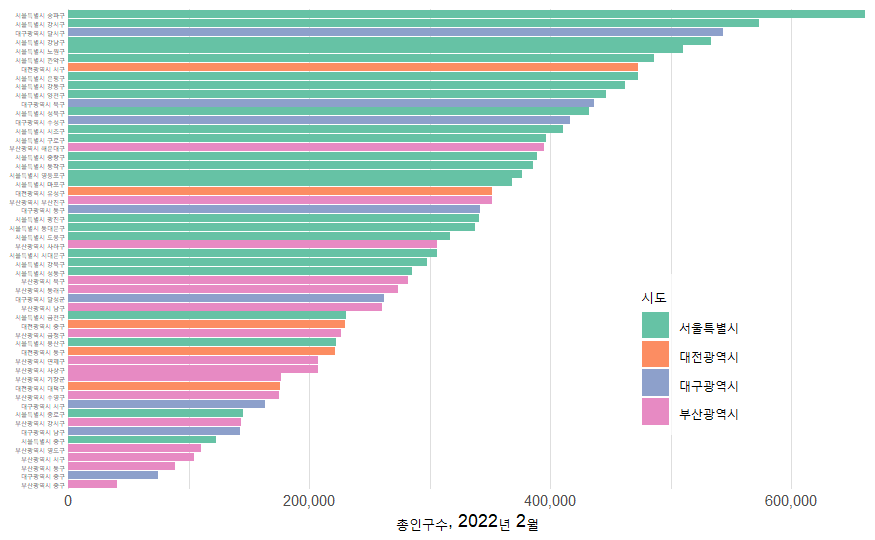 서울특별시 송파구
서울특별시 강서구
대구광역시 달서구
서울특별시 강남구
서울특별시 노원구
서울특별시 관악구
대전광역시 서구
서울특별시 은평구
서울특별시 강동구
서울특별시 양천구
대구광역시 북구
서울특별시 성북구
대구광역시 수성구
서울특별시 서초구
서울특별시 구로구
부산광역시 해운대구
서울특별시 중랑구
서울특별시 동작구
서울특별시 영등포구
서울특별시 마포구
대전광역시 유성구
부산광역시 부산진구
대구광역시 동구
서울특별시 광진구
서울특별시 동대문구
서울특별시 도봉구
부산광역시 사하구
서울특별시 서대문구
서울특별시 강북구
서울특별시 성동구
부산광역시 북구
부산광역시 동래구
대구광역시 달성군
부산광역시 남구
서울특별시 금천구
대전광역시 중구
부산광역시 금정구
서울특별시 용산구
대전광역시 동구
부산광역시 연제구
부산광역시 사상구
부산광역시 기장군
대전광역시 대덕구
부산광역시 수영구
대구광역시 서구
서울특별시 종로구
부산광역시 강서구
대구광역시 남구
서울특별시 중구
부산광역시 영도구
부산광역시 서구
부산광역시 동구
대구광역시 중구
부산광역시 중구
시도
서울특별시
대전광역시
대구광역시
부산광역시
0 200,000 400,000 600,000
총인구수, 2022년 2월